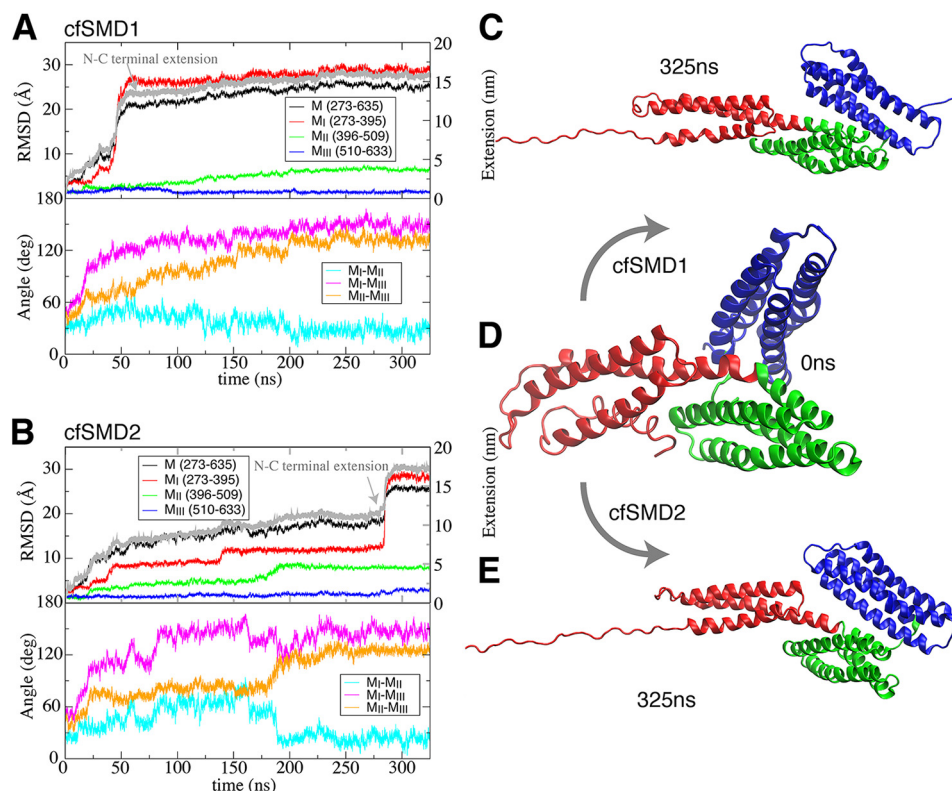 A
cfSMD1
N-C terminal extension
RMSD (Å)
30
20
10
180
20
15
10
5
0
Extension (nm)
M (273-635)
MI (273-395)
MII (396-509)
MIII (510-633)
Angle (deg)
120
60
0
MI-MII
MI-MIII
MII-MIII
0 50 100 150 200 250 300
time (ns)
B
cfSMD2
N-C terminal extension
RMSD (Å)
30
20
10
180
20
15
10
5
0
Extension (nm)
M (273-635)
MI (273-395)
MII (396-509)
MIII (510-633)
Angle (deg)
120
60
0
MI-MII
MI-MIII
MII-MIII
0 50 100 150 200 250 300
time (ns)
C
325ns
cfSMD1
D
0ns
cfSMD2
E
325ns